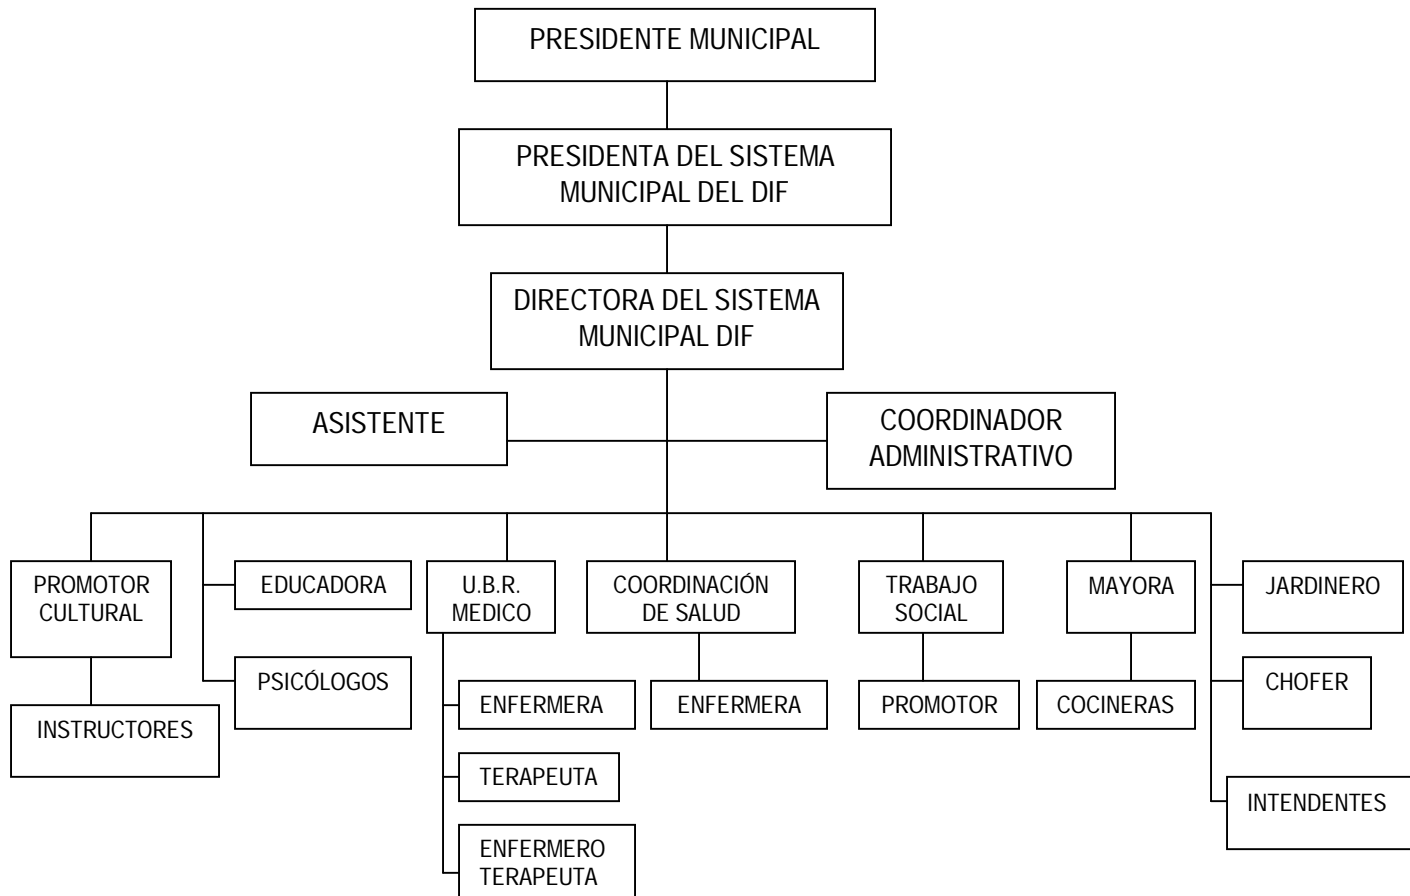 PRESIDENTE MUNICIPAL
PRESIDENTA DEL SISTEMA
MUNICIPAL DEL DIF
DIRECTORA DEL SISTEMA
MUNICIPAL DIF
ASISTENTE
COORDINADOR
ADMINISTRATIVO
PROMOTOR
CULTURAL
EDUCADORA
U.B.R.
MEDICO
COORDINACIÓN
DE SALUD
TRABAJO
SOCIAL
MAYORA
JARDINERO
PSICÓLOGOS
ENFERMERA
ENFERMERA
PROMOTOR
COCINERAS
CHOFER
INSTRUCTORES
TERAPEUTA
INTENDENTES
ENFERMERO
TERAPEUTA